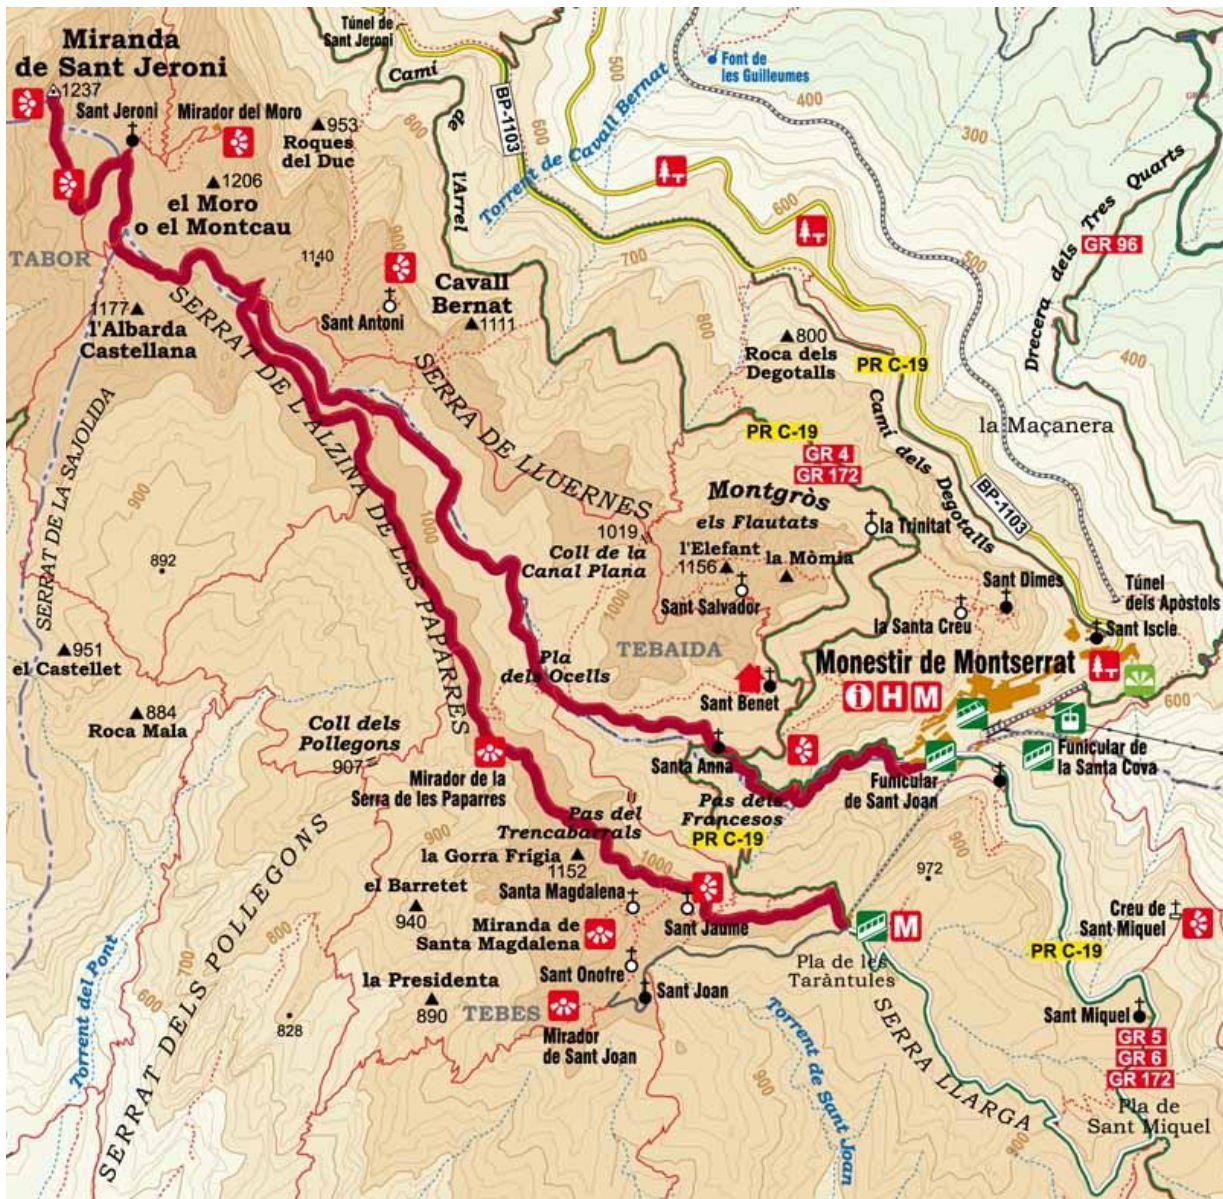 Miranda
de Sant Jeroni
1237
Sant Jeroni
Mirador del Moro
953
Roques
del Duc
1206
el Moro
o el Montcau
TABOR
1177
l'Albarda
Castellana
1140
Sant Antoni
Cavall
Bernat
1111
Túnel de
Sant Jeroni
Camí
de
l'Arrel
800
900
BP-1103
600
500
Torrent de Cavall Bernat
Font de
les Guilleumes
400
300
600
500
700
800
Drecera dels Tres Quarts
GR 96
400
800
Roca dels
Degotalls
PR C-19
Camí dels Degotalls
la Maçanera
BP-1103
PR C-19
GR 4
GR 172
SERRAT DE L'ALZINA DE LES PAPARRES
SERRA DE LLUERNES
SERRAT DE LA SAJOLIDA
900
892
1000
1019
Coll de la
Canal Plana
Montgròs
els Flautats
l'Elefant
1156
la Mòmia
Sant Salvador
1000
la Trinitat
Sant Dimes
la Santa Creu
Túnel
dels Apòstols
Sant Iscle
TEBAIDA
Monestir de Montserrat
i H M
600
951
el Castellet
884
Roca Mala
Coll dels
Pollegons
907
Pla
dels Ocells
Sant Benet
Santa Anna
Mirador de la
Serra de les Paparres
Pas dels
Francesos
PR C-19
Funicular
de Sant Joan
Funicular de
la Santa Cova
Pas del
Trencabarrals
la Gorra Frígia
1152
900
1000
900
972
el Barretet
940
Santa Magdalena
Miranda de
Santa Magdalena
Sant Jaume
M
Creu de
Sant Miquel
PR C-19
la Presidenta
890
Sant Onofre
Sant Joan
Pla de les
Taràntules
TEBES
Mirador
de Sant Joan
Torrent del Pont
SERRAT DELS POLLEGONS
600
700
800
828
Torrent de Sant Joan
900
SERRA LLARGA
900
Sant Miquel
GR 5
GR 6
GR 172
Pla de
Sant Miquel